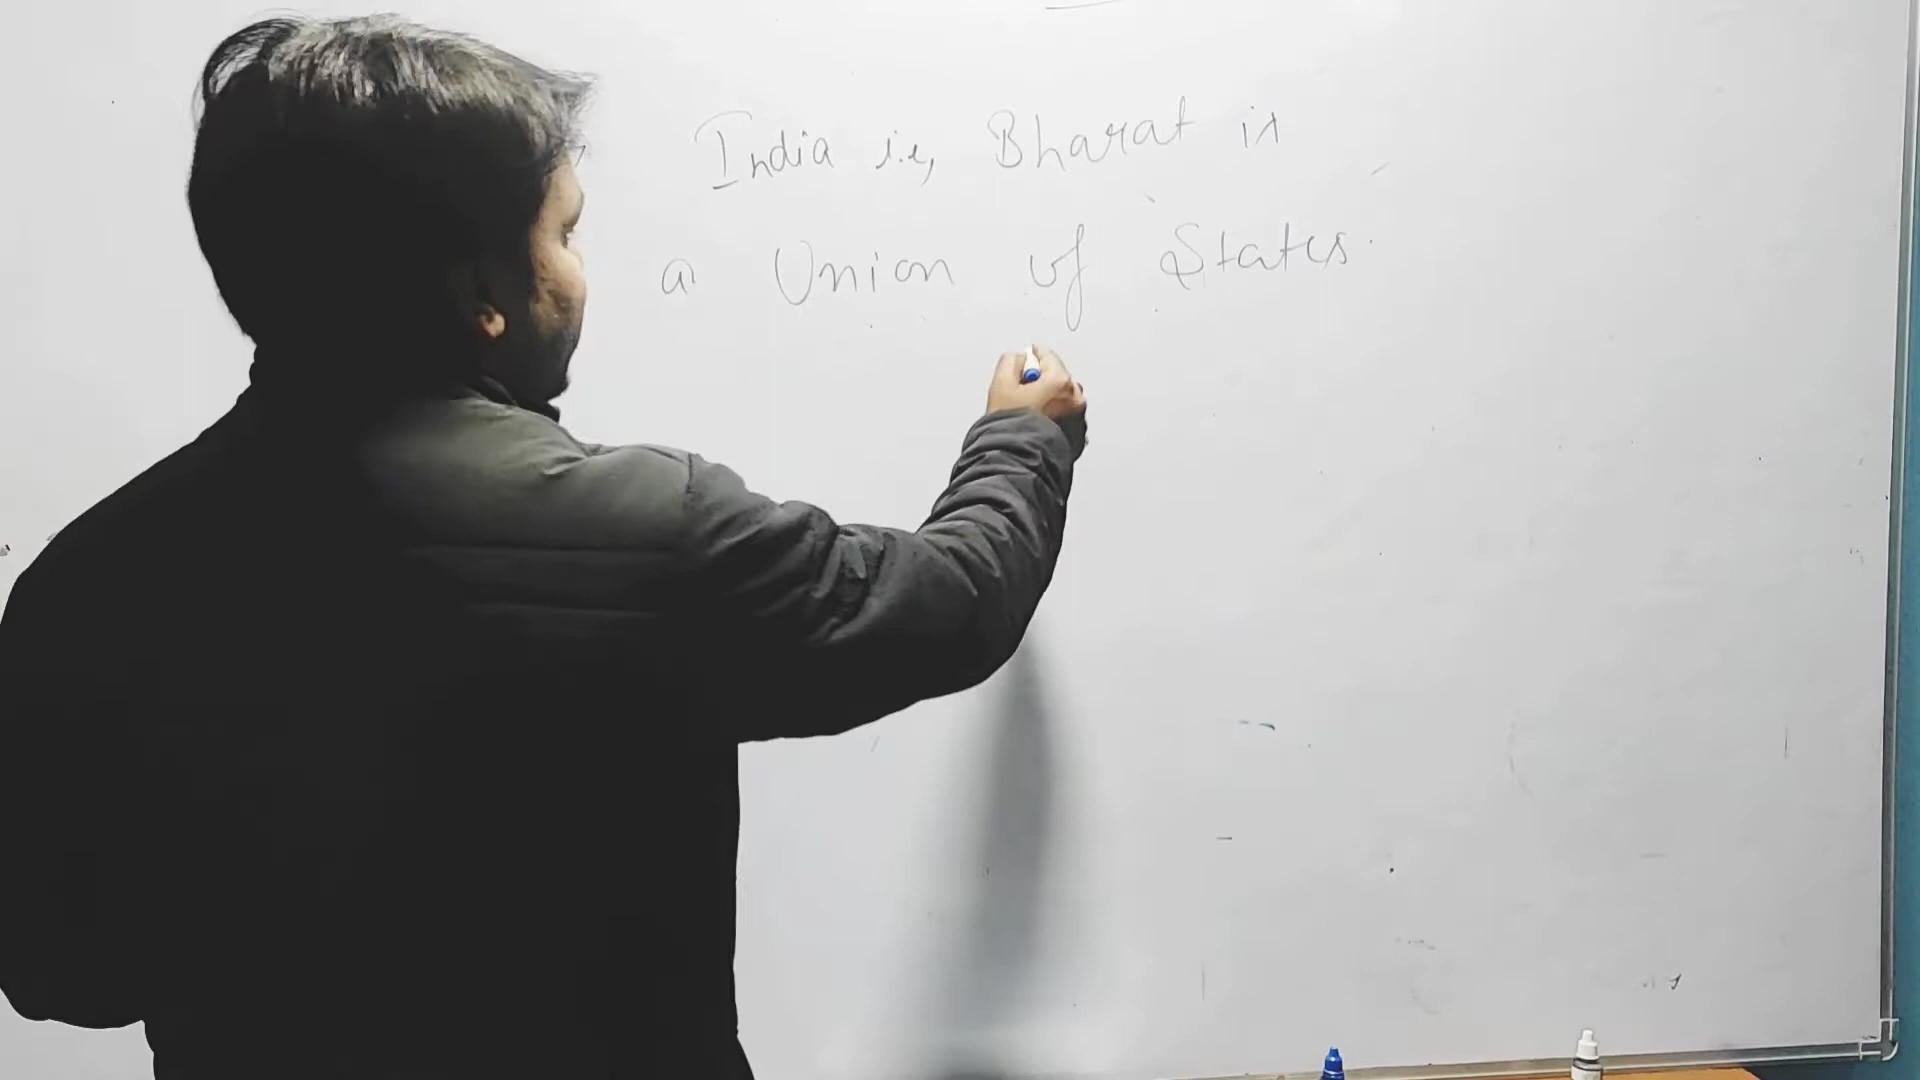 India i.e, Bharat is
a Union of States.